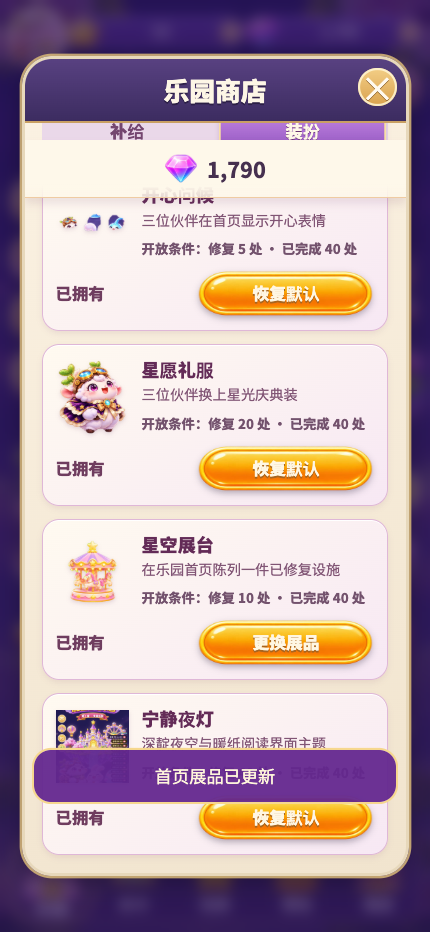 乐园商店
补给
装扮
1,790
开心问候
三位伙伴在首页显示开心表情
开放条件：修复 5 处 · 已完成 40 处
已拥有
恢复默认
星愿礼服
三位伙伴换上星光庆典装
开放条件：修复 20 处 · 已完成 40 处
已拥有
恢复默认
星空展台
在乐园首页陈列一件已修复设施
开放条件：修复 10 处 · 已完成 40 处
已拥有
更换展品
宁静夜灯
深靛夜空与暖纸阅读界面主题
首页展品已更新
已拥有
恢复默认